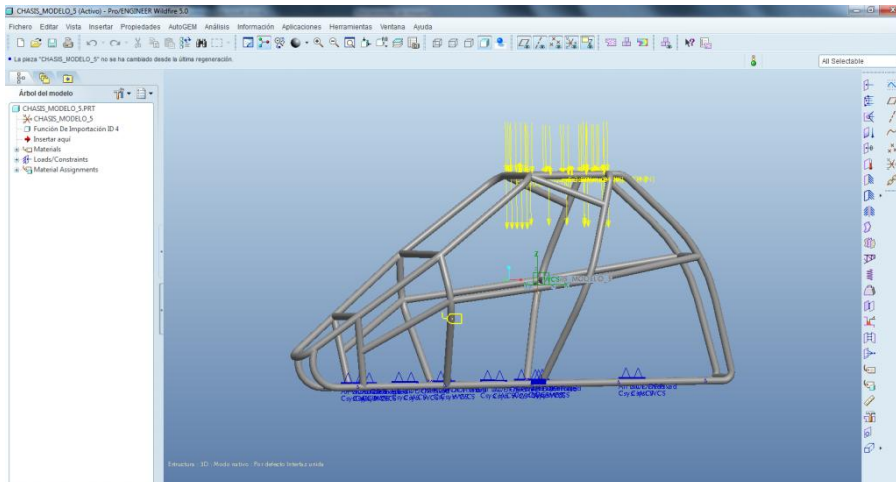 CHASIS_MODELO_5 (Activo) - Pro/ENGINEER Wildfire 5.0
Fichero Editar Vista Insertar Propiedades AutoGEM Análisis Información Aplicaciones Herramientas Ventana Ayuda
• La pieza "CHASIS_MODELO_5" no se ha cambiado desde la última regeneración.
All Selectable
Árbol del modelo
CHASIS_MODELO_5.PRT
CHASIS_MODELO_5
Función De Importación ID 4
Insertar aquí
Materials
Loads/Constraints
Material Assignments
Z
CHASIS_MODELO_5
Estructura 3D Modo nativo Por defecto Interfaz unida